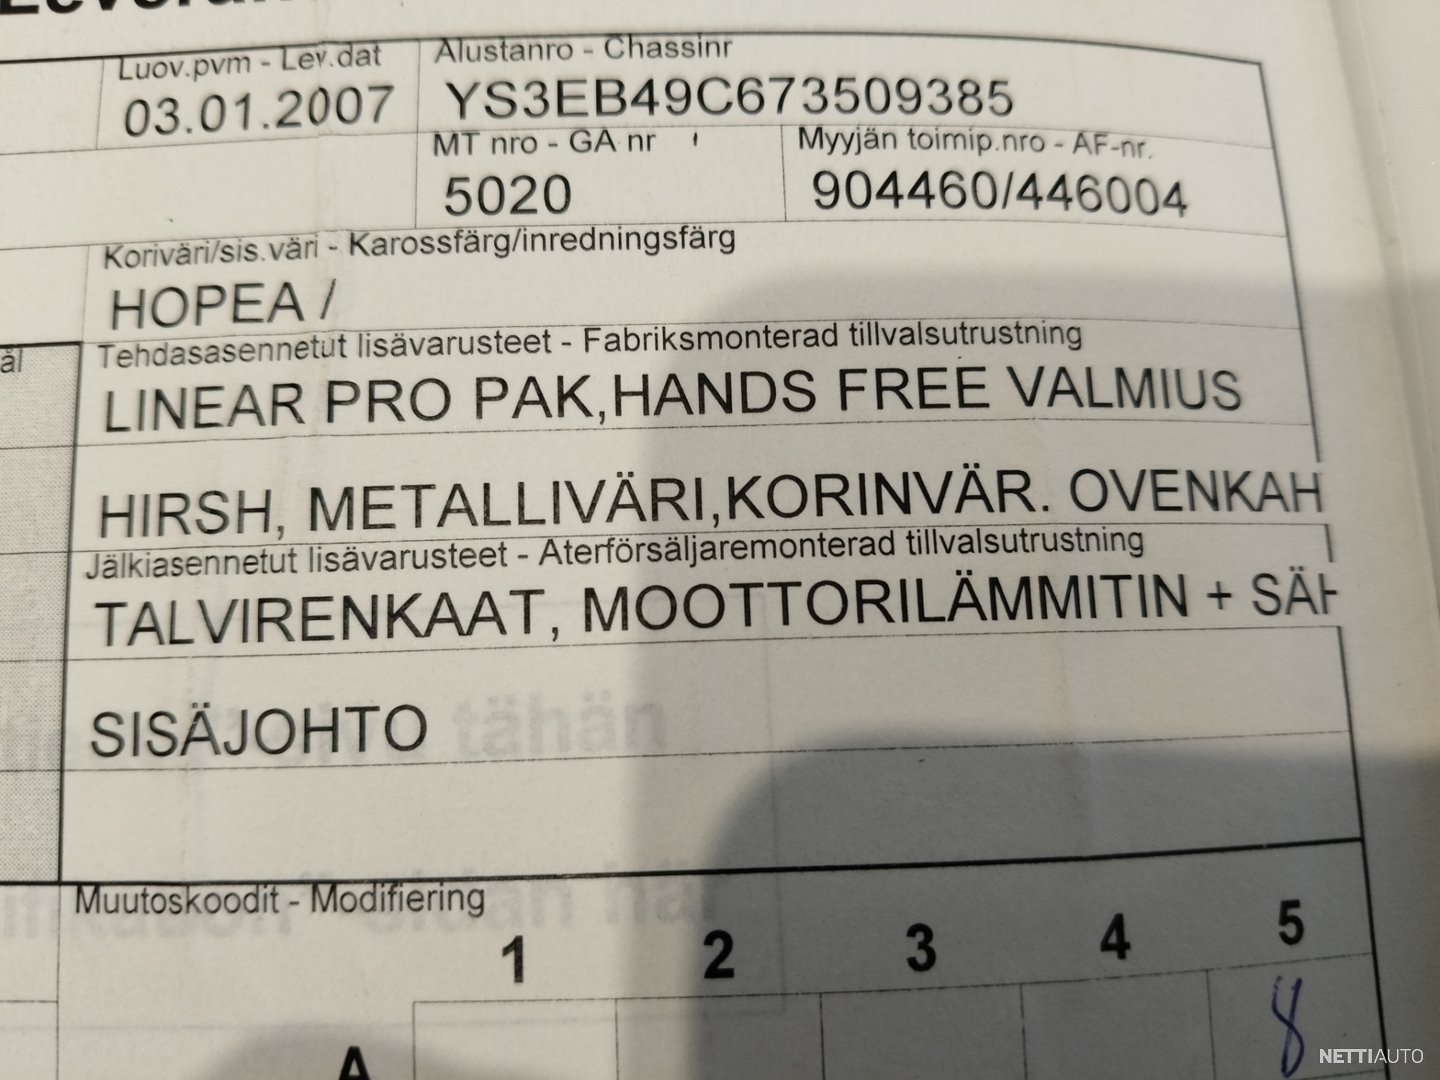 Luov.pvm - Lev.dat
03.01.2007
Alustanro - Chassinr
YS3EB49C673509385
MT nro - GA nr
5020
Myyjän toimip.nro - AF-nr.
904460/446004
Koriväri/sis.väri - Karossfärg/inredningsfärg
HOPEA /
Tehdasasennetut lisävarusteet - Fabriksmonterad tillvalsutrustning
LINEAR PRO PAK,HANDS FREE VALMIUS
HIRSH, METALLIVÄRI,KORINVÄR. OVENKAH
Jälkiasennetut lisävarusteet - Aterförsäljaremonterad tillvalsutrustning
TALVIRENKAAT, MOOTTORILÄMMITIN + SÄH
SISÄJOHTO
tähän
Muutoskoodit - Modifiering
1 2 3 4 5
8
A
NETTIAUTO